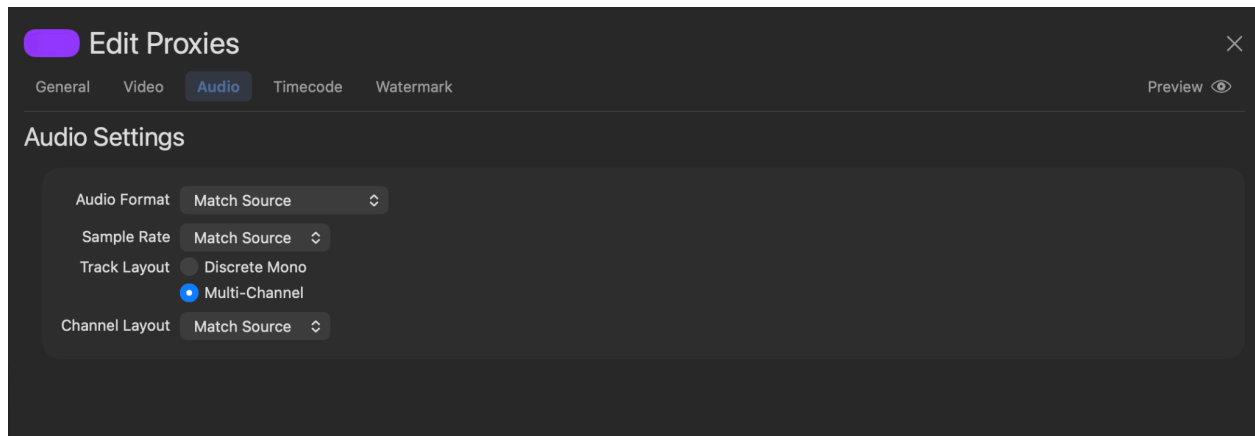 Edit Proxies
General Video Audio Timecode Watermark Preview
Audio Settings
Audio Format Match Source
Sample Rate Match Source
Track Layout Discrete Mono
Multi-Channel
Channel Layout Match Source